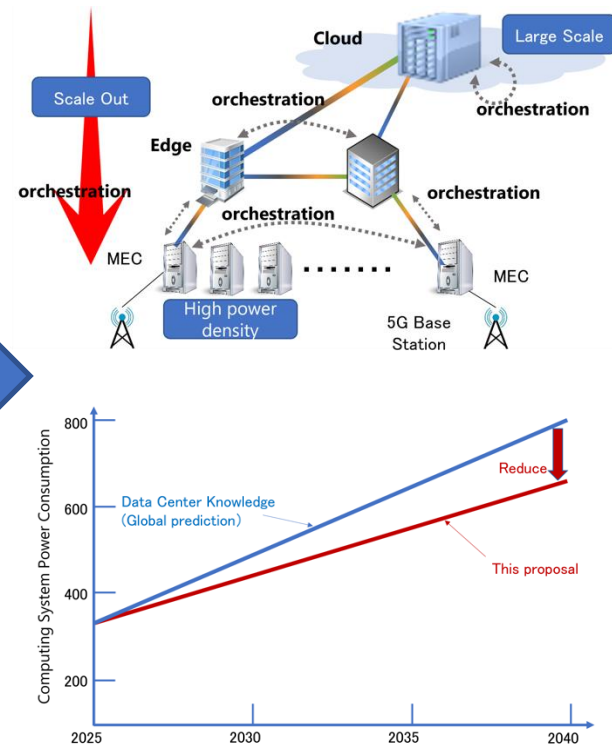 Cloud
Large Scale
Scale Out
orchestration
orchestration
Edge
orchestration
orchestration
orchestration
MEC
MEC
High power
density
5G Base
Station
Computing System Power Consumption
800
600
400
200
Reduce
Data Center Knowledge
(Global prediction)
This proposal
2025
2030
2035
2040